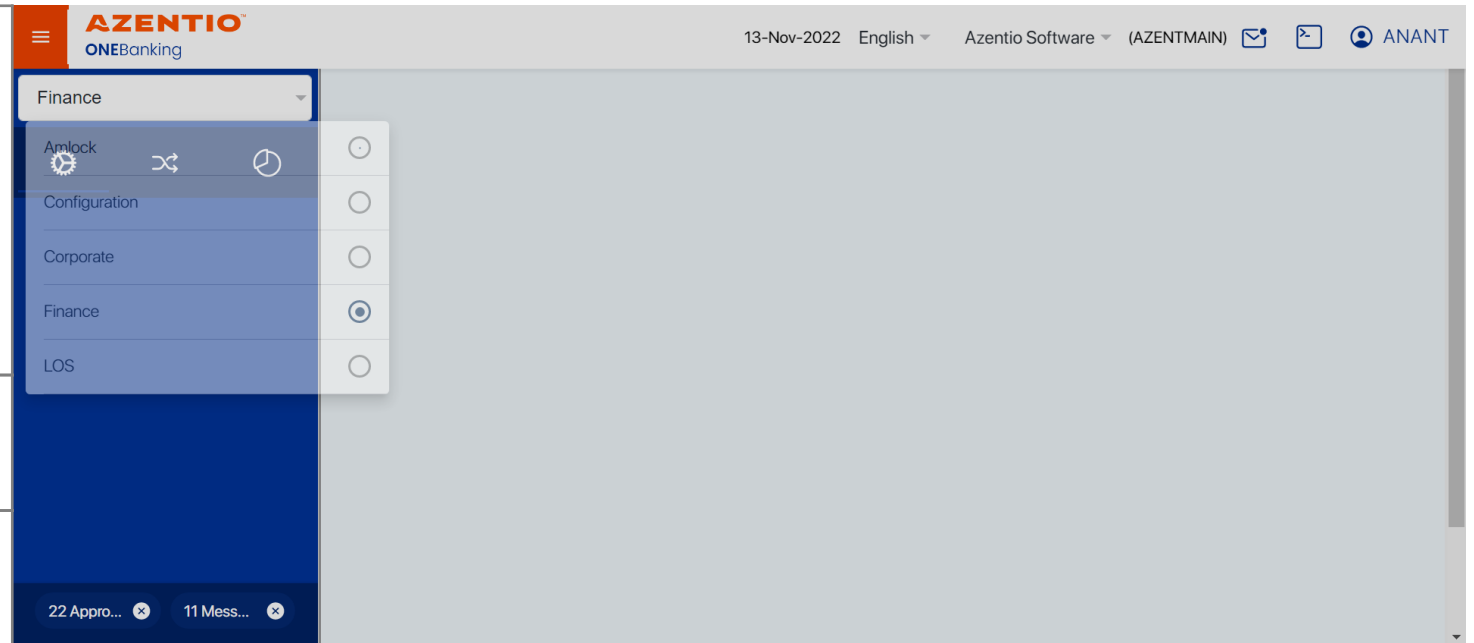 AZENTIO™
ONEBanking
13-Nov-2022 English Azentio Software (AZENTMAIN) ANANT
Finance
Amlock
Configuration
Corporate
Finance
LOS
22 Appro... 11 Mess...